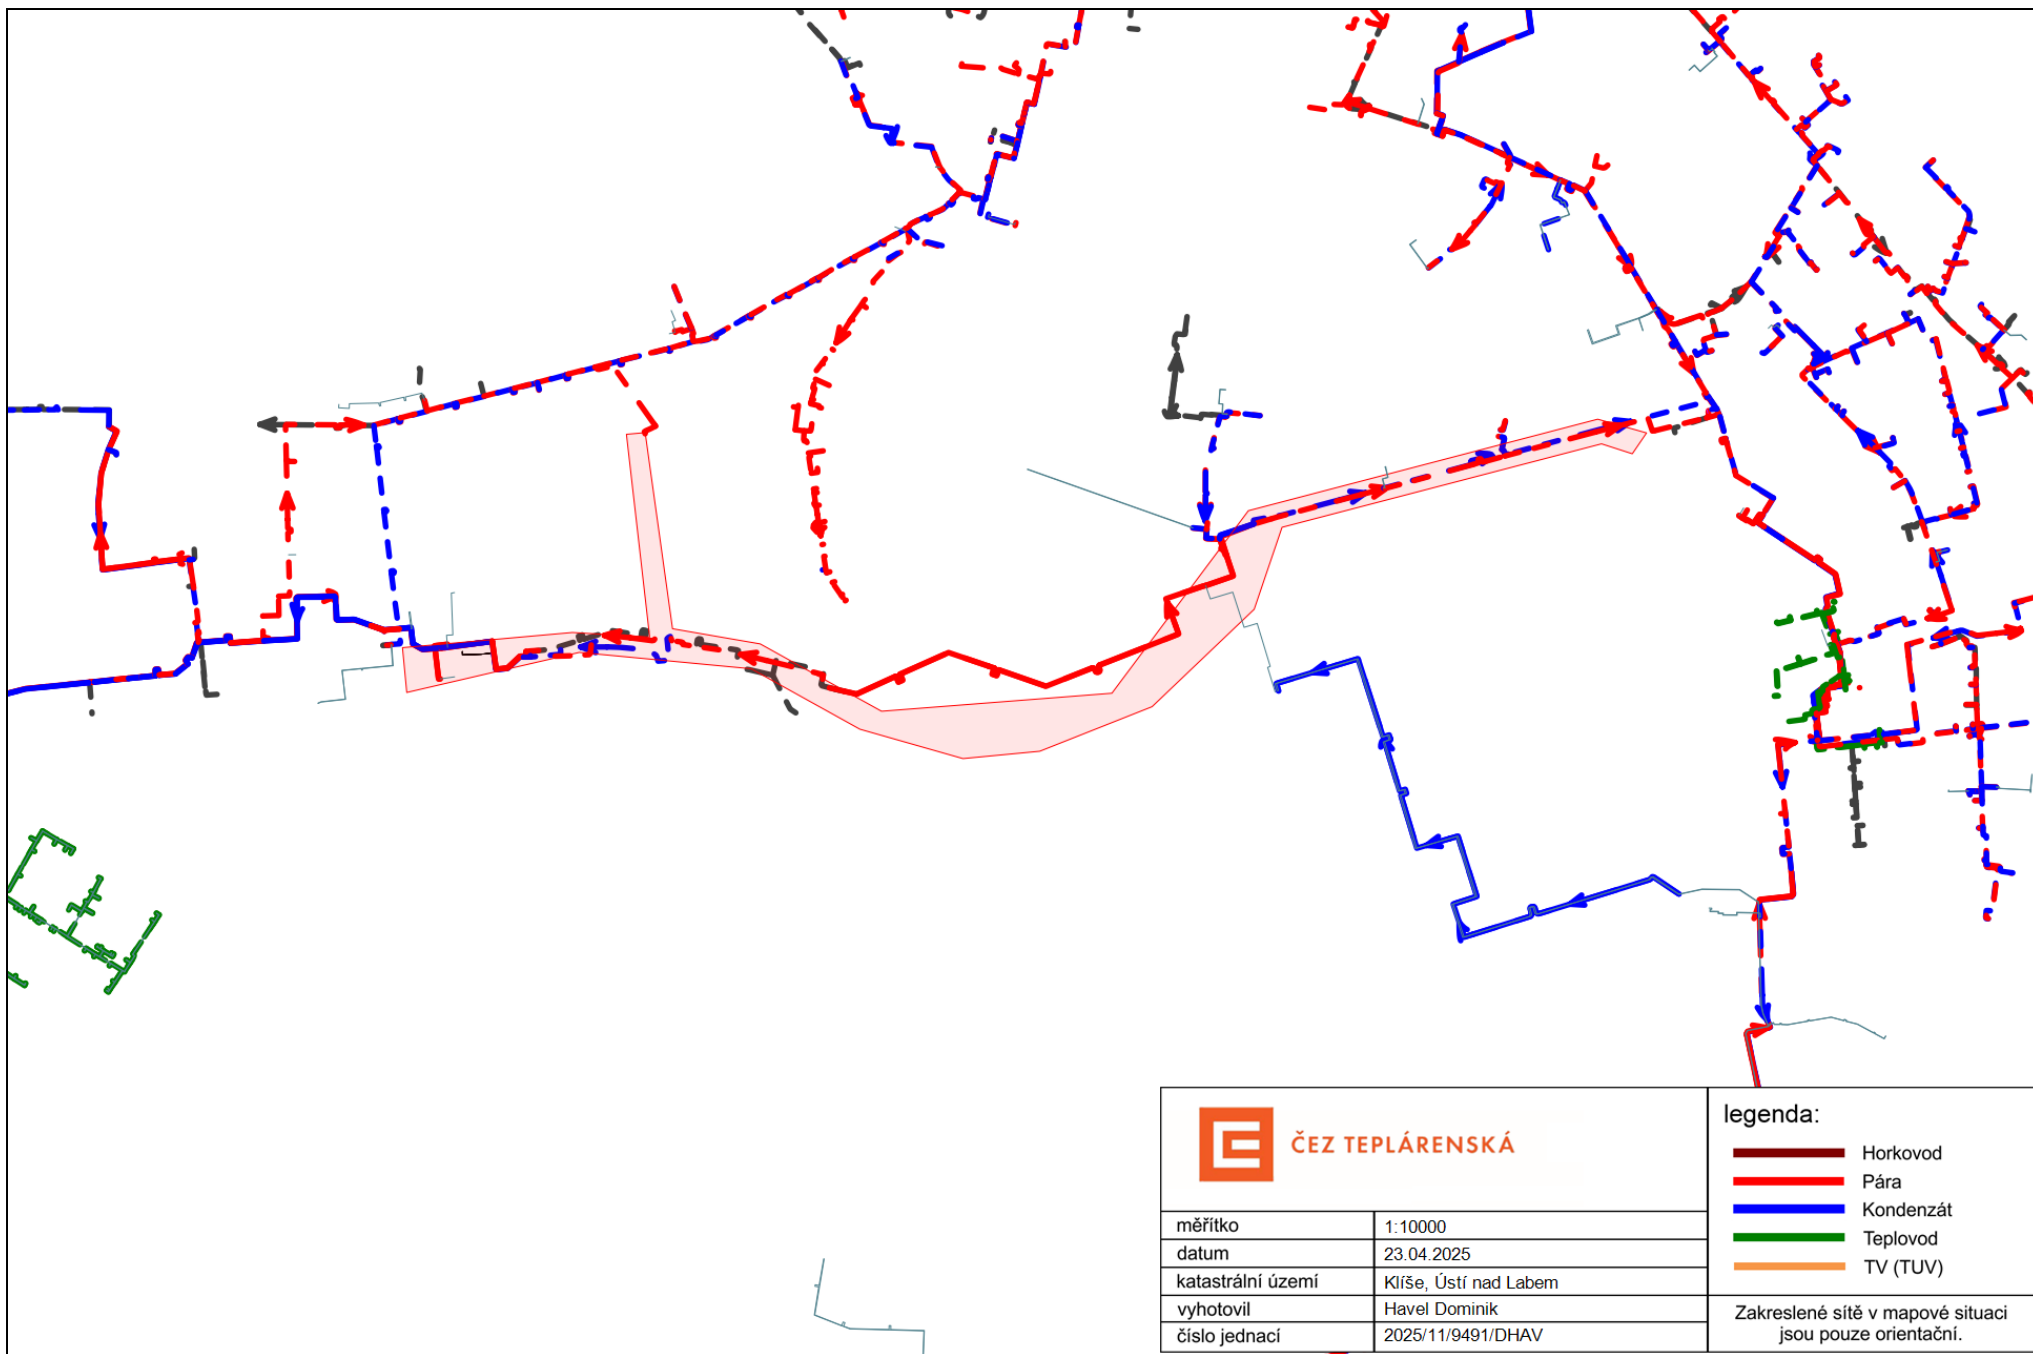 ČEZ TEPLÁRENSKÁ
měřítko 1:10000
datum 23.04.2025
katastrální území Klíše, Ústí nad Labem
vyhotovil Havel Dominik
číslo jednací 2025/11/9491/DHAV
legenda:
Horkovod
Pára
Kondenzát
Teplovod
TV (TUV)
Zakreslené sítě v mapové situaci
jsou pouze orientační.